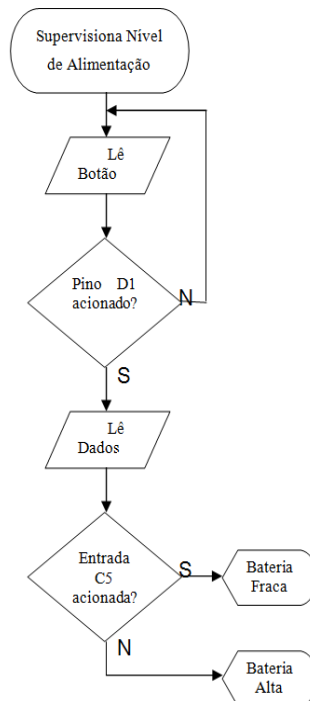 Supervisiona Nível
de Alimentação
Lê
Botão
Pino D1
acionado?
N
S
Lê
Dados
Entrada
C5
acionada?
S
Bateria
Fraca
N
Bateria
Alta